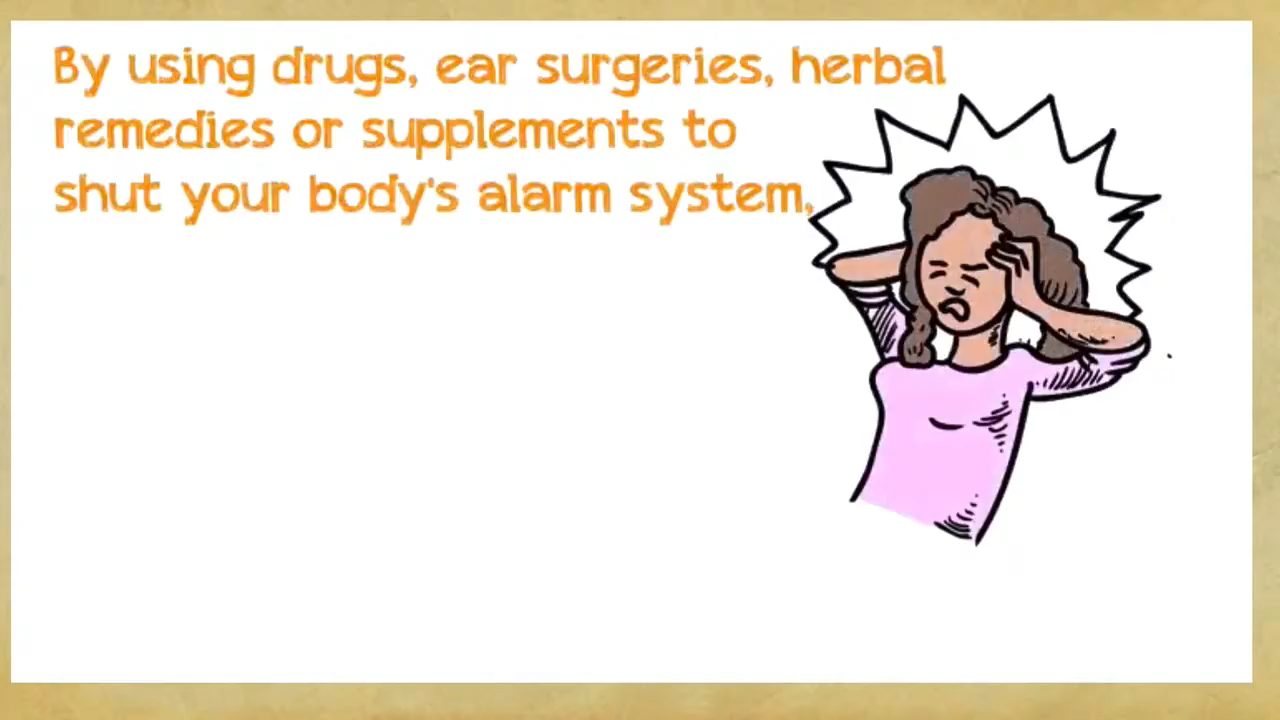 By using drugs, ear surgeries, herbal
remedies or supplements to
shut your body's alarm system,